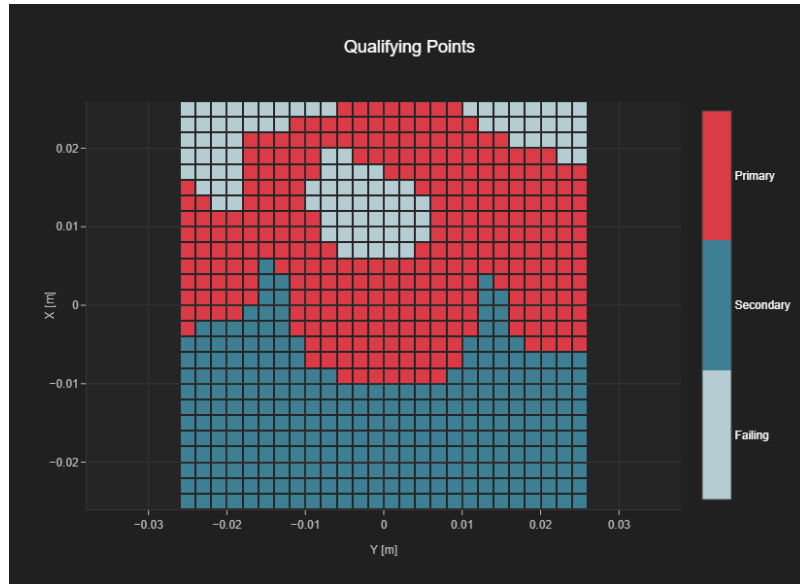 Qualifying Points
0.02
0.01
0
−0.01
−0.02
X [m]
−0.03
−0.02
−0.01
0
0.01
0.02
0.03
Y [m]
Primary
Secondary
Failing